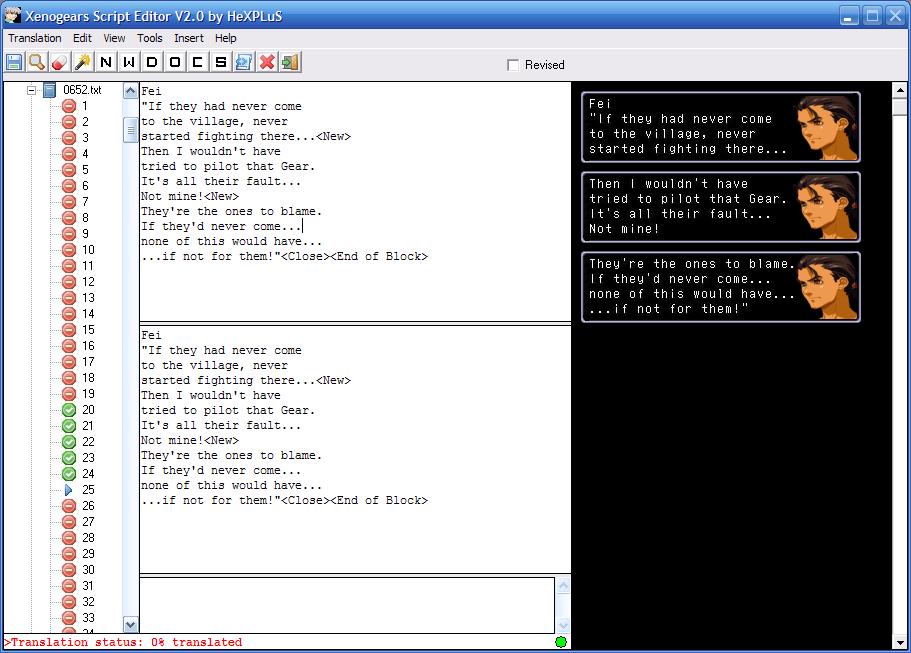 Xenogears Script Editor V2.0 by HeXPLuS
Translation Edit View Tools Insert Help
N W D O C S
Revised
0652.txt
1
2
3
4
5
6
7
8
9
10
11
12
13
14
15
16
17
18
19
20
21
22
23
24
25
26
27
28
29
30
31
32
33
Fei
"If they had never come
to the village, never
started fighting there...<New>
Then I wouldn't have
tried to pilot that Gear.
It's all their fault...
Not mine!<New>
They're the ones to blame.
If they'd never come...
none of this would have...
...if not for them!"<Close><End of Block>
Fei
"If they had never come
to the village, never
started fighting there...<New>
Then I wouldn't have
tried to pilot that Gear.
It's all their fault...
Not mine!<New>
They're the ones to blame.
If they'd never come...
none of this would have...
...if not for them!"<Close><End of Block>
Fei
"If they had never come
to the village, never
started fighting there...
Then I wouldn't have
tried to pilot that Gear.
It's all their fault...
Not mine!
They're the ones to blame.
If they'd never come...
none of this would have...
...if not for them!"
>Translation status: 0% translated